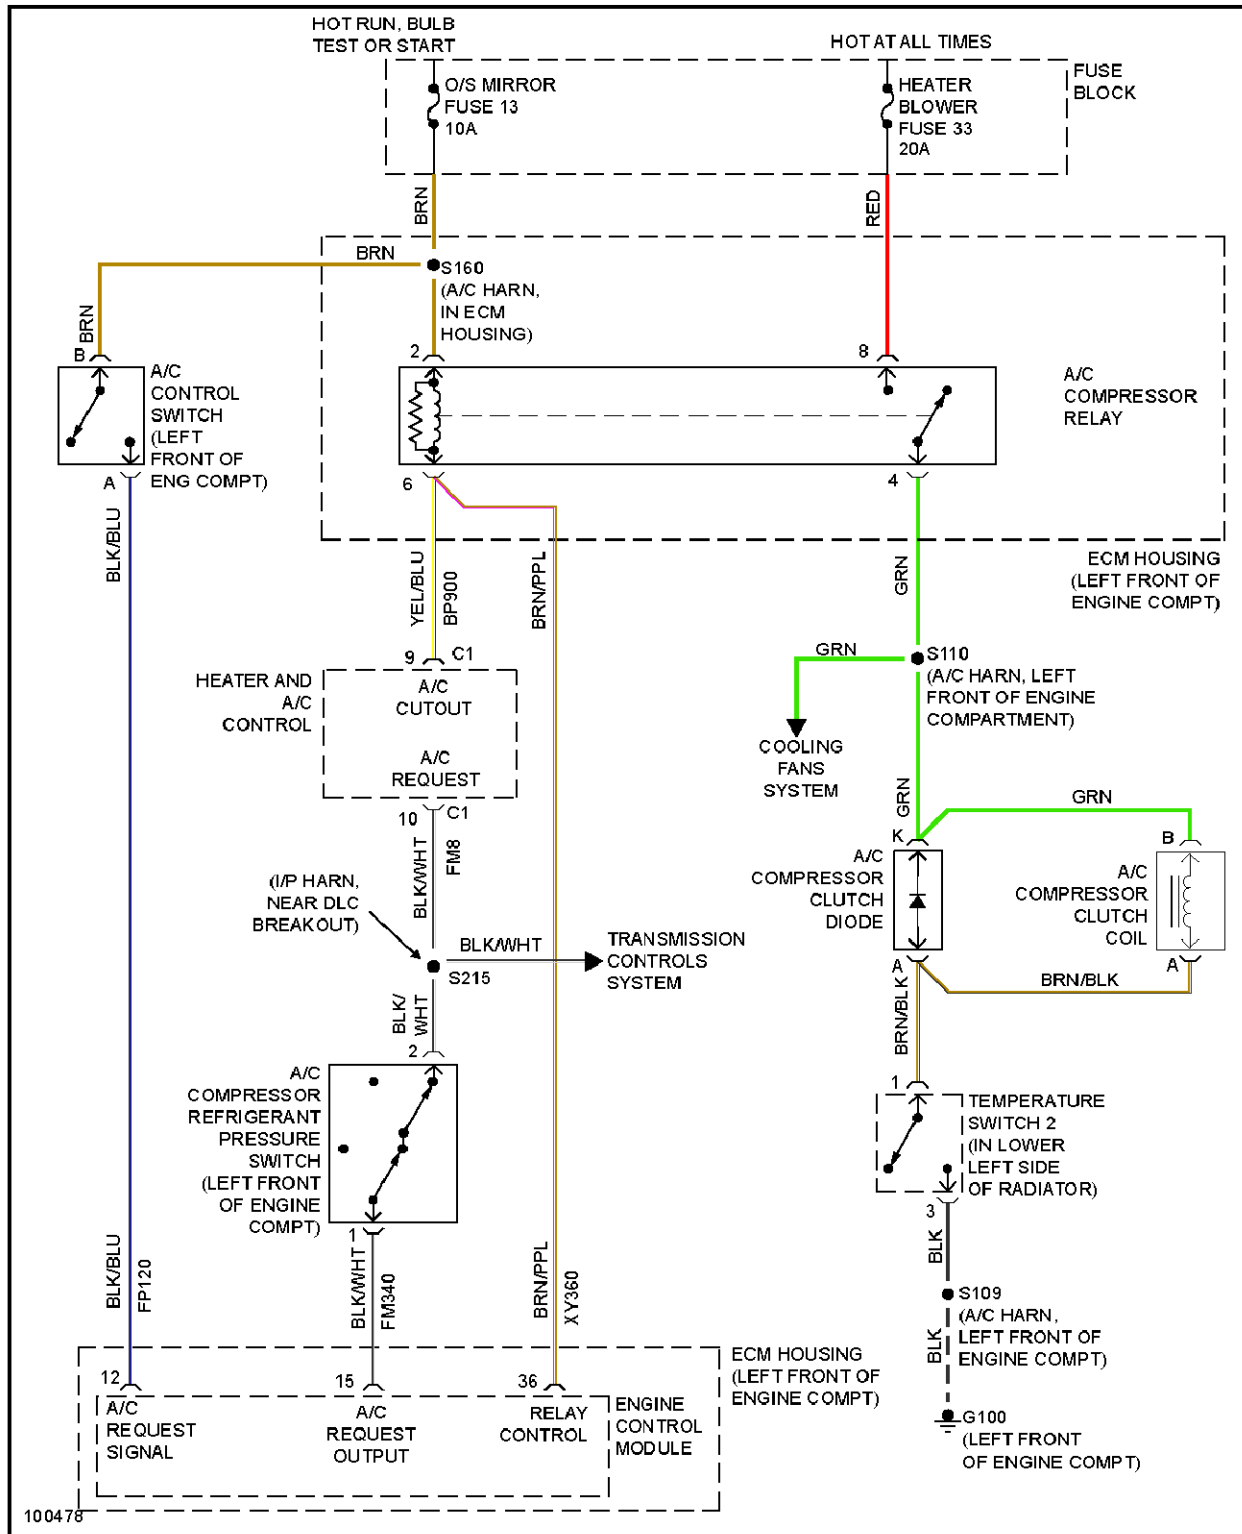 HOT RUN, BULB
TEST OR START
HOT AT ALL TIMES
O/S MIRROR
FUSE 13
10A
HEATER
BLOWER
FUSE 33
20A
FUSE
BLOCK
BRN
RED
BRN
S160
(A/C HARN,
IN ECM
HOUSING)
BRN
B
2
8
A/C
CONTROL
SWITCH
(LEFT
FRONT OF
ENG COMPT)
A/C
COMPRESSOR
RELAY
A
6
4
BLK/BLU
YEL/BLU
BP900
BRN/PPL
GRN
ECM HOUSING
(LEFT FRONT OF
ENGINE COMPT)
9
C1
GRN
S110
(A/C HARN, LEFT
FRONT OF ENGINE
COMPARTMENT)
HEATER AND
A/C
CONTROL
A/C
CUTOUT
A/C
REQUEST
COOLING
FANS
SYSTEM
10
C1
GRN
GRN
K
B
BLK/WHT
FM8
A/C
COMPRESSOR
CLUTCH
DIODE
A/C
COMPRESSOR
CLUTCH
COIL
(I/P HARN,
NEAR DLC
BREAKOUT)
BLK/WHT
TRANSMISSION
CONTROLS
SYSTEM
S215
A
A
BRN/BLK
BRN/BLK
BLK/
WHT
2
1
A/C
COMPRESSOR
REFRIGERANT
PRESSURE
SWITCH
(LEFT FRONT
OF ENGINE
COMPT)
TEMPERATURE
SWITCH 2
(IN LOWER
LEFT SIDE
OF RADIATOR)
1
3
BLK/BLU
FP120
BLK/WHT
FM340
BRN/PPL
XY360
BLK
S109
(A/C HARN,
LEFT FRONT OF
ENGINE COMPT)
BLK
ECM HOUSING
(LEFT FRONT OF
ENGINE COMPT)
12
15
36
A/C
REQUEST
SIGNAL
A/C
REQUEST
OUTPUT
RELAY
CONTROL
ENGINE
CONTROL
MODULE
G100
(LEFT FRONT
OF ENGINE COMPT)
100478